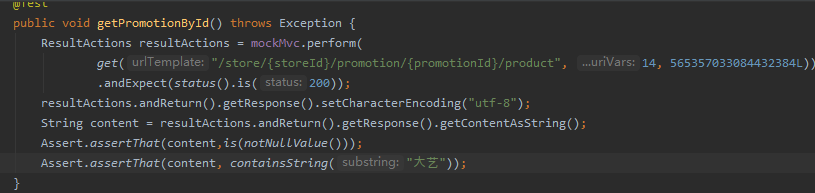 @Test
public void getPromotionById() throws Exception {
ResultActions resultActions = mockMvc.perform(
get( urlTemplate: "/store/{storeId}/promotion/{promotionId}/product", ...uriVars: 14, 565357033084432384L))
.andExpect(status().is( status: 200));
resultActions.andReturn().getResponse().setCharacterEncoding("utf-8");
String content = resultActions.andReturn().getResponse().getContentAsString();
Assert.assertThat(content,is(notNullValue()));
Assert.assertThat(content, containsString( substring: "大艺"));
}